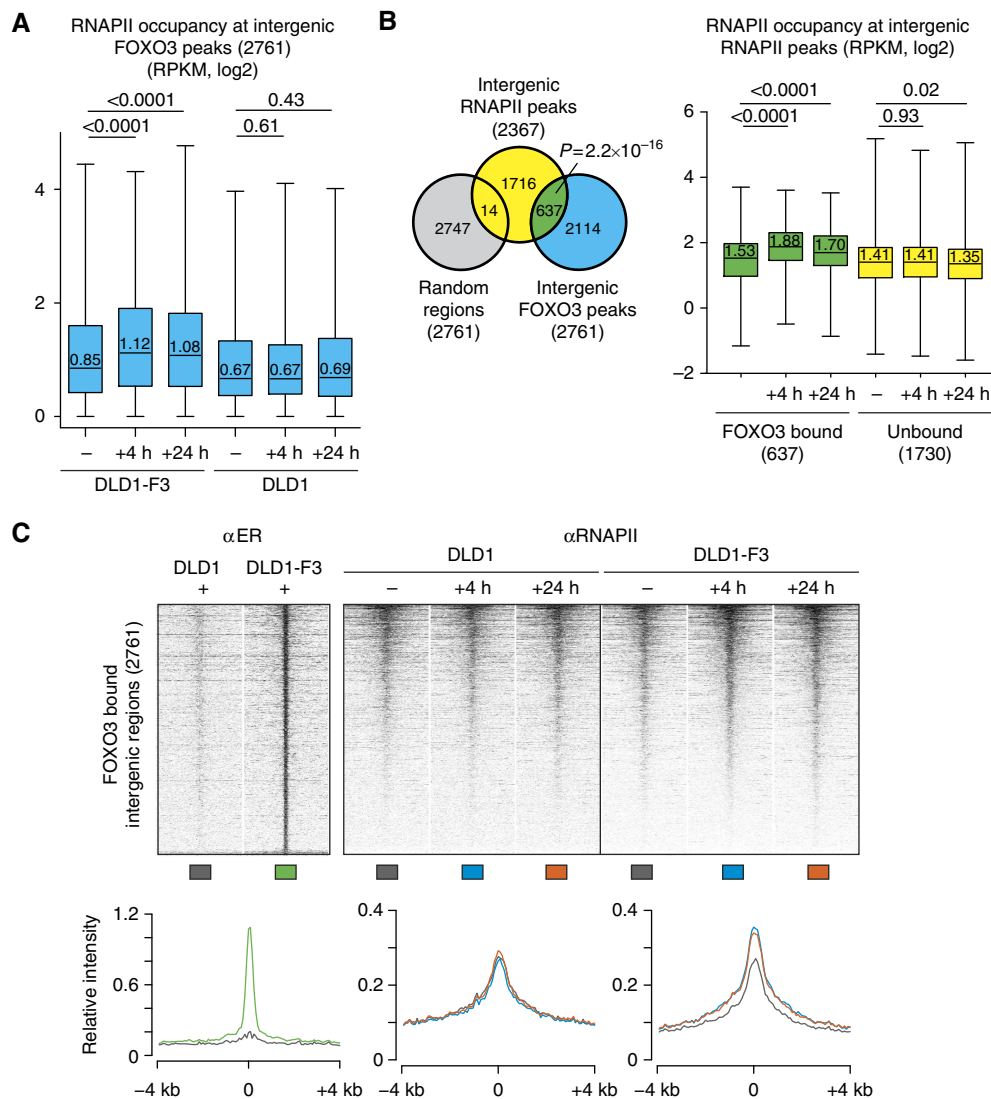 A
RNAPII occupancy at intergenic
FOXO3 peaks (2761)
(RPKM, log2)
<0.0001
0.43
<0.0001
0.61
4
2
0
0.85
1.12
1.08
0.67
0.67
0.69
–
+4 h
+24 h
–
+4 h
+24 h
DLD1-F3
DLD1
B
Intergenic
RNAPII peaks
(2367)
P=2.2×10−16
1716
14
637
2747
2114
Random
regions
(2761)
Intergenic
FOXO3 peaks
(2761)
RNAPII occupancy at intergenic
RNAPII peaks (RPKM, log2)
<0.0001
0.02
<0.0001
0.93
6
4
2
0
−2
1.53
1.88
1.70
1.41
1.41
1.35
+4 h
+24 h
–
+4 h
+24 h
FOXO3 bound
(637)
Unbound
(1730)
C
αER
αRNAPII
DLD1
DLD1-F3
DLD1
DLD1-F3
+
+
–
+4 h
+24 h
–
+4 h
+24 h
FOXO3 bound
intergenic regions (2761)
Relative intensity
1.2
0.6
0
−4 kb
0
+4 kb
0.4
0.2
0
−4 kb
0
+4 kb
0.4
0.2
0
−4 kb
0
+4 kb